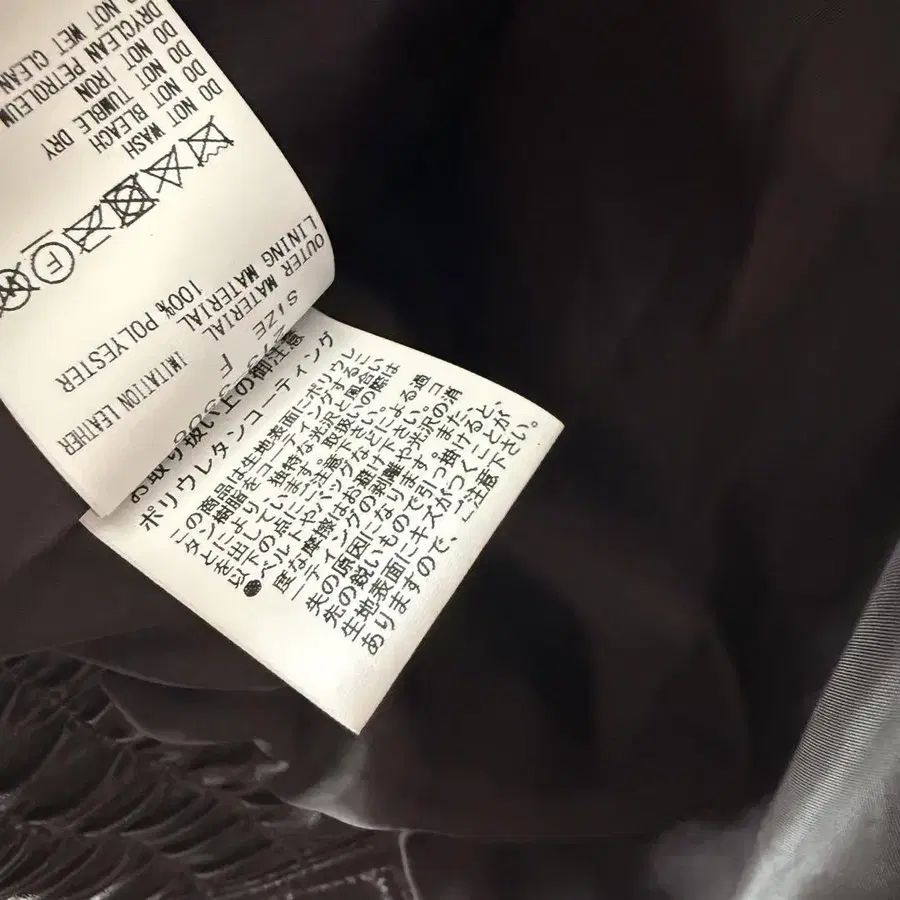 SIZE F
OUTER MATERIAL
IMITATION LEATHER
LINING MATERIAL
100% POLYESTER
F
DO NOT WASH
DO NOT BLEACH
DO NOT TUMBLE DRY
DO NOT IRON
DRYCLEAN PETROLEUM
NOT WET CLEAN
お取り扱い上の御注意
ポリウレタンコーティング
この商品は生地表面にポリウレ
タン樹脂をコーティングするこ
とにより、独特な光沢と風合い
を出しています。取扱いの際は
以下の点にご注意下さい。
●ベルトやバッグなどによる過
度な摩擦はお避け下さい。コ
ーティングの剥離や光沢の消
失の原因になります。また、
先の鋭いもので引っ掛けると、
生地表面にキズがつくことが
ありますので、ご注意下さい。